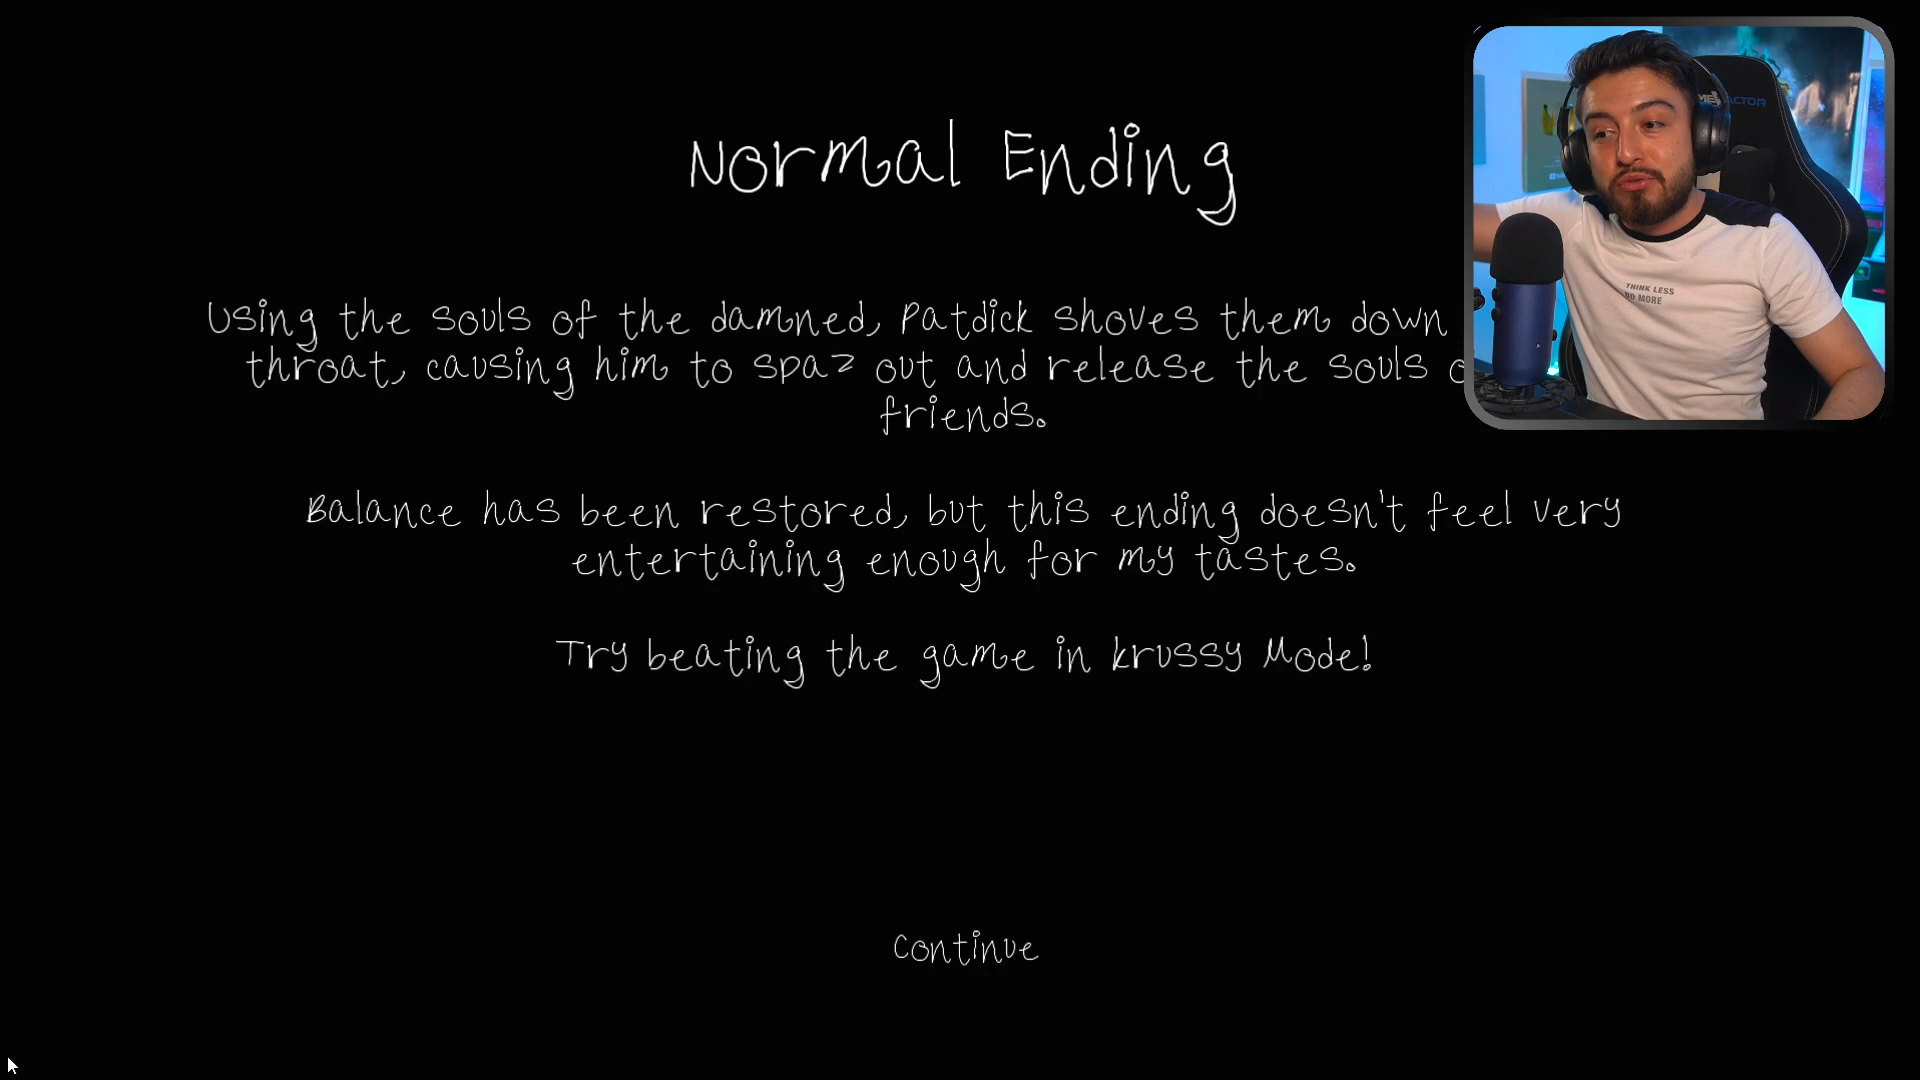 Normal Ending
Using the souls of the damned, Patdick shoves them down
throat, causing him to spaz out and release the souls
friends.
Balance has been restored, but this ending doesn't feel very
entertaining enough for my tastes.
Try beating the game in Krussy Mode!
Continue
THINK LESS
DO MORE